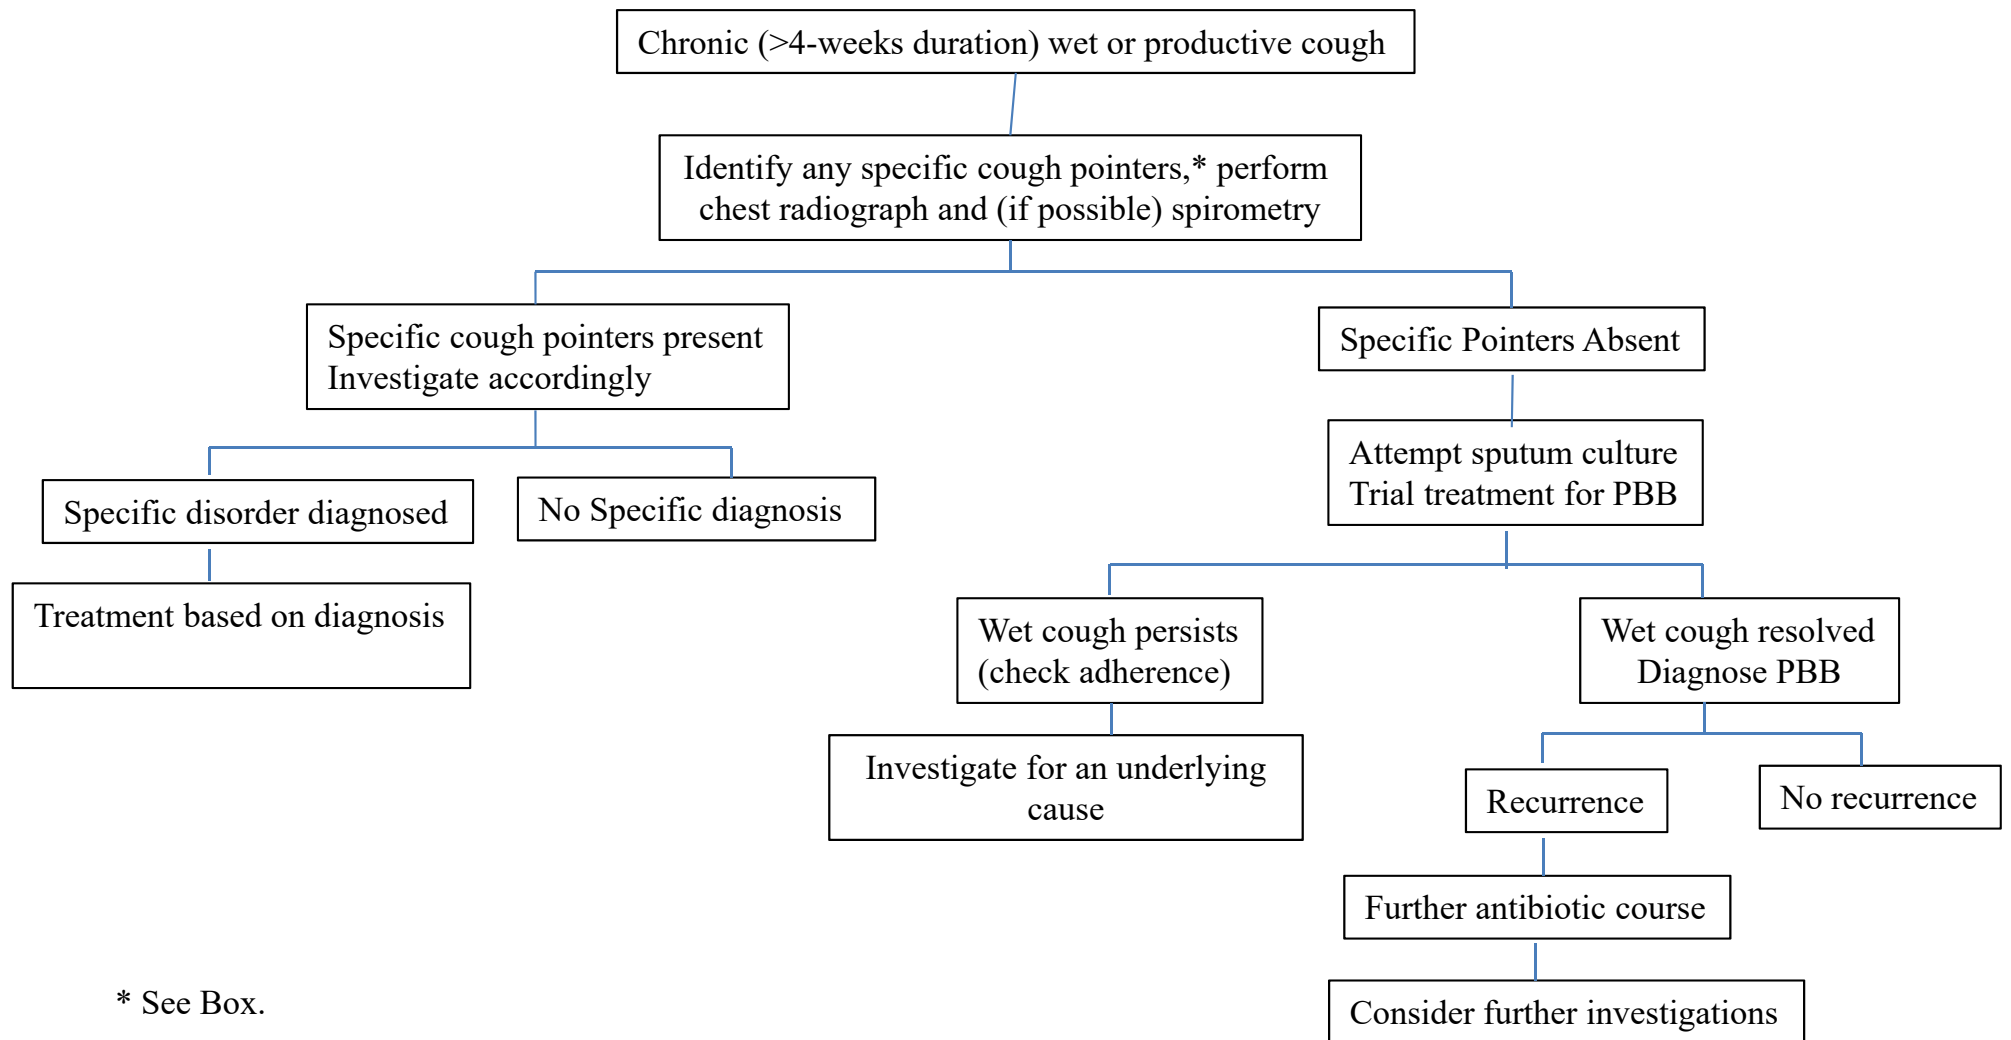 Chronic (>4-weeks duration) wet or productive cough
Identify any specific cough pointers,* perform
chest radiograph and (if possible) spirometry
Specific cough pointers present
Investigate accordingly
Specific Pointers Absent
Attempt sputum culture
Trial treatment for PBB
Specific disorder diagnosed
No Specific diagnosis
Treatment based on diagnosis
Wet cough persists
(check adherence)
Wet cough resolved
Diagnose PBB
Investigate for an underlying
cause
Recurrence
No recurrence
Further antibiotic course
Consider further investigations
* See Box.